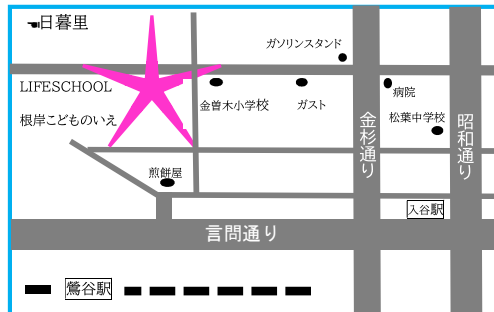 ☚日暮里
ガソリンスタンド
LIFESCHOOL
根岸こどものいえ
金曽木小学校
ガスト
病院
松葉中学校
金杉通り
昭和通り
煎餅屋
入谷駅
言問通り
鶯谷駅